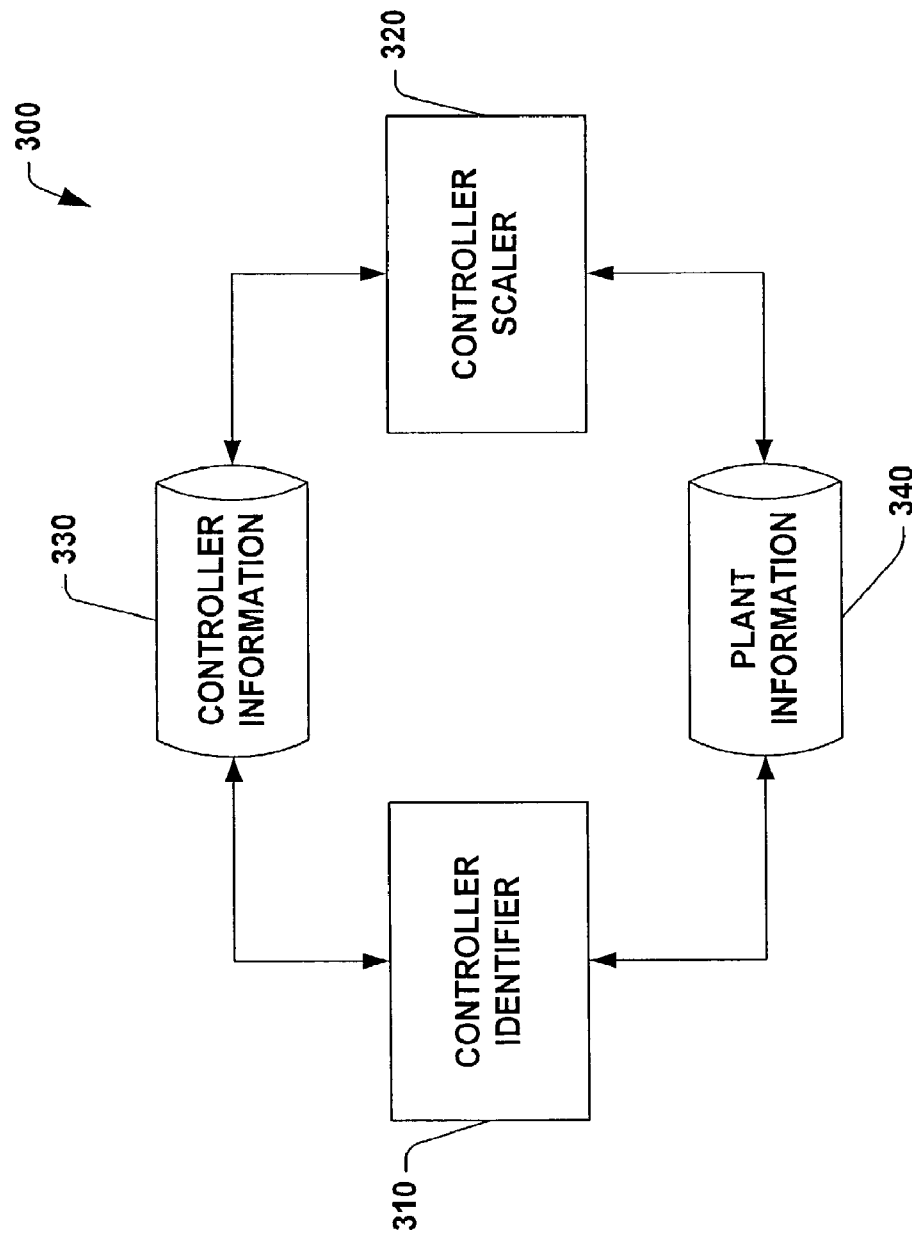 300
330
CONTROLLER
INFORMATION
320
CONTROLLER
SCALER
310
CONTROLLER
IDENTIFIER
PLANT
INFORMATION
340